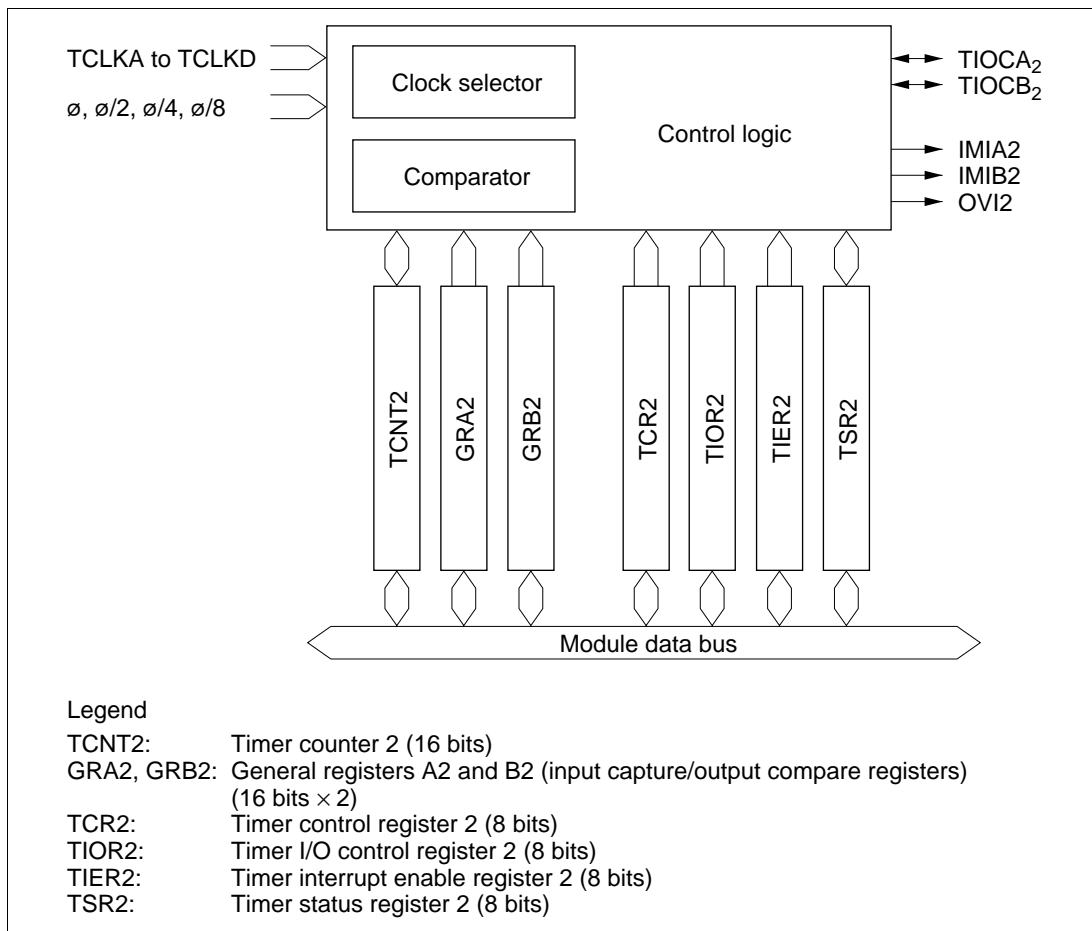 TCLKA to TCLKD
ø, ø/2, ø/4, ø/8
Clock selector
Comparator
Control logic
TIOCA2
TIOCB2
IMIA2
IMIB2
OVI2
TCNT2
GRA2
GRB2
TCR2
TIOR2
TIER2
TSR2
Module data bus
Legend
TCNT2: Timer counter 2 (16 bits)
GRA2, GRB2: General registers A2 and B2 (input capture/output compare registers)
(16 bits × 2)
TCR2: Timer control register 2 (8 bits)
TIOR2: Timer I/O control register 2 (8 bits)
TIER2: Timer interrupt enable register 2 (8 bits)
TSR2: Timer status register 2 (8 bits)